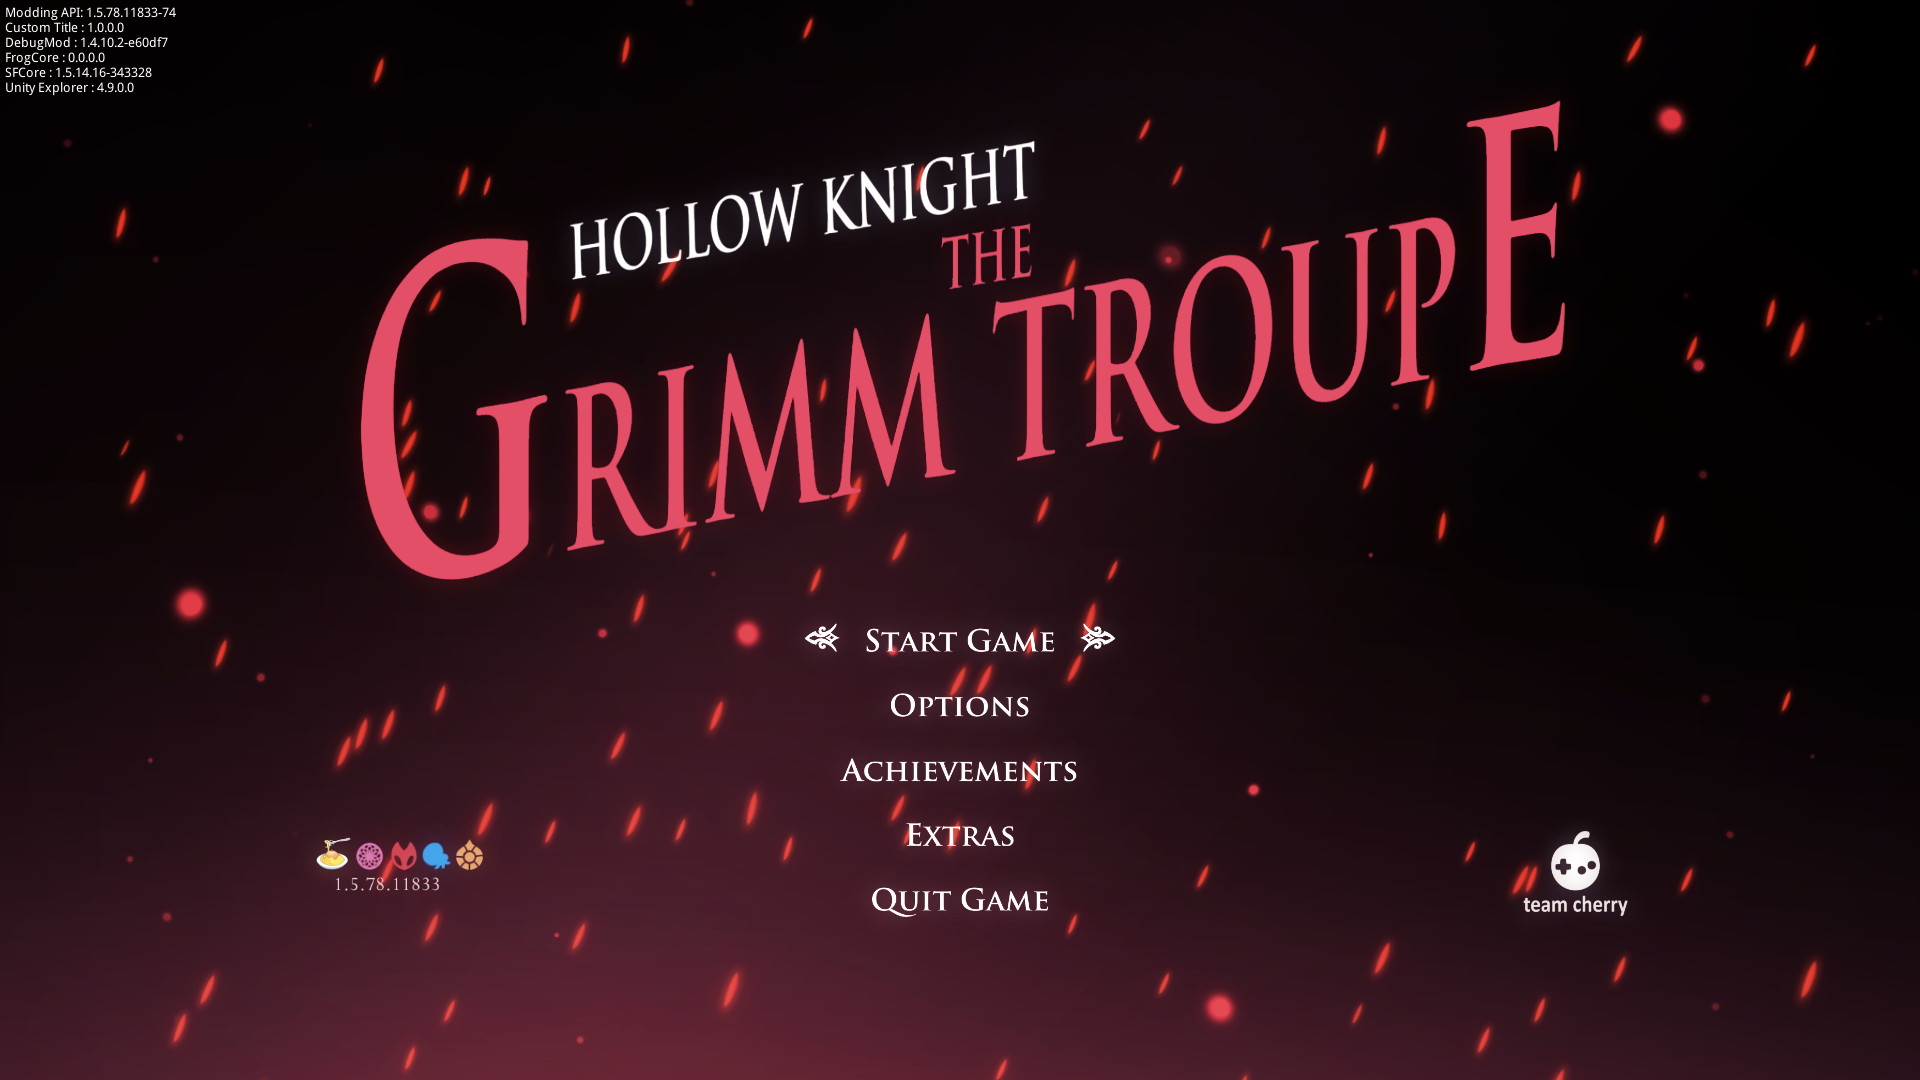 Modding API: 1.5.78.11833-74
Custom Title : 1.0.0.0
DebugMod : 1.4.10.2-e60df7
FrogCore : 0.0.0.0
SFCore : 1.5.14.16-343328
Unity Explorer : 4.9.0.0
HOLLOW KNIGHT
THE
GRIMM TROUPE
START GAME
OPTIONS
ACHIEVEMENTS
EXTRAS
QUIT GAME
1.5.78.11833
team cherry